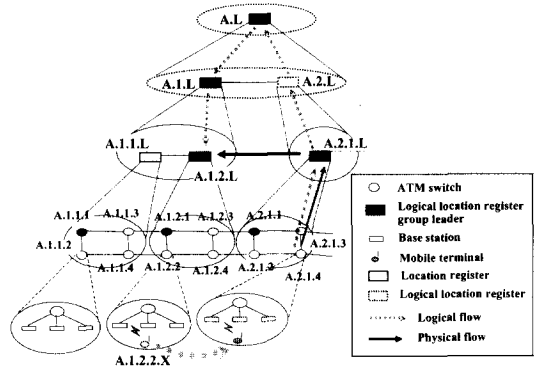 A.L
A.1.L
A.2.L
A.1.1.L
A.1.2.L
A.2.1.L
A.1.1.1
A.1.1.3
A.1.2.1
A.1.2.3
A.2.1.1
A.1.1.2
A.2.1.3
A.1.1.4
A.1.2.2
A.1.2.4
A.2.1.2
A.2.1.4
A.1.2.2.X
ATM switch
Logical location register
group leader
Base station
Mobile terminal
Location register
Logical location register
Logical flow
Physical flow